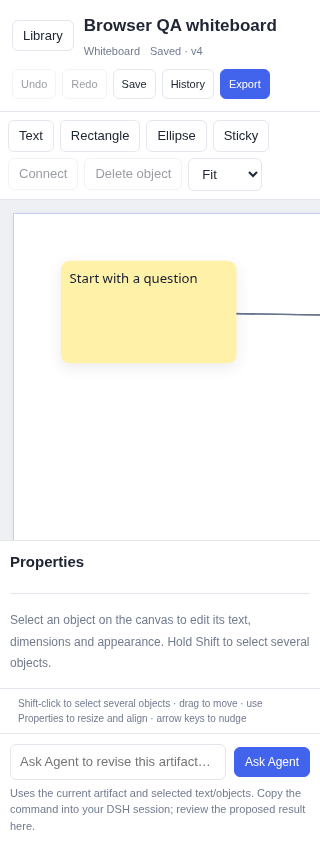 Library
Browser QA whiteboard
Whiteboard Saved · v4
Undo Redo Save History Export
Text Rectangle Ellipse Sticky
Connect Delete object Fit
Start with a question
Properties
Select an object on the canvas to edit its text,
dimensions and appearance. Hold Shift to select several
objects.
Shift-click to select several objects · drag to move · use
Properties to resize and align · arrow keys to nudge
Ask Agent to revise this artifact… Ask Agent
Uses the current artifact and selected text/objects. Copy the
command into your DSH session; review the proposed result
here.